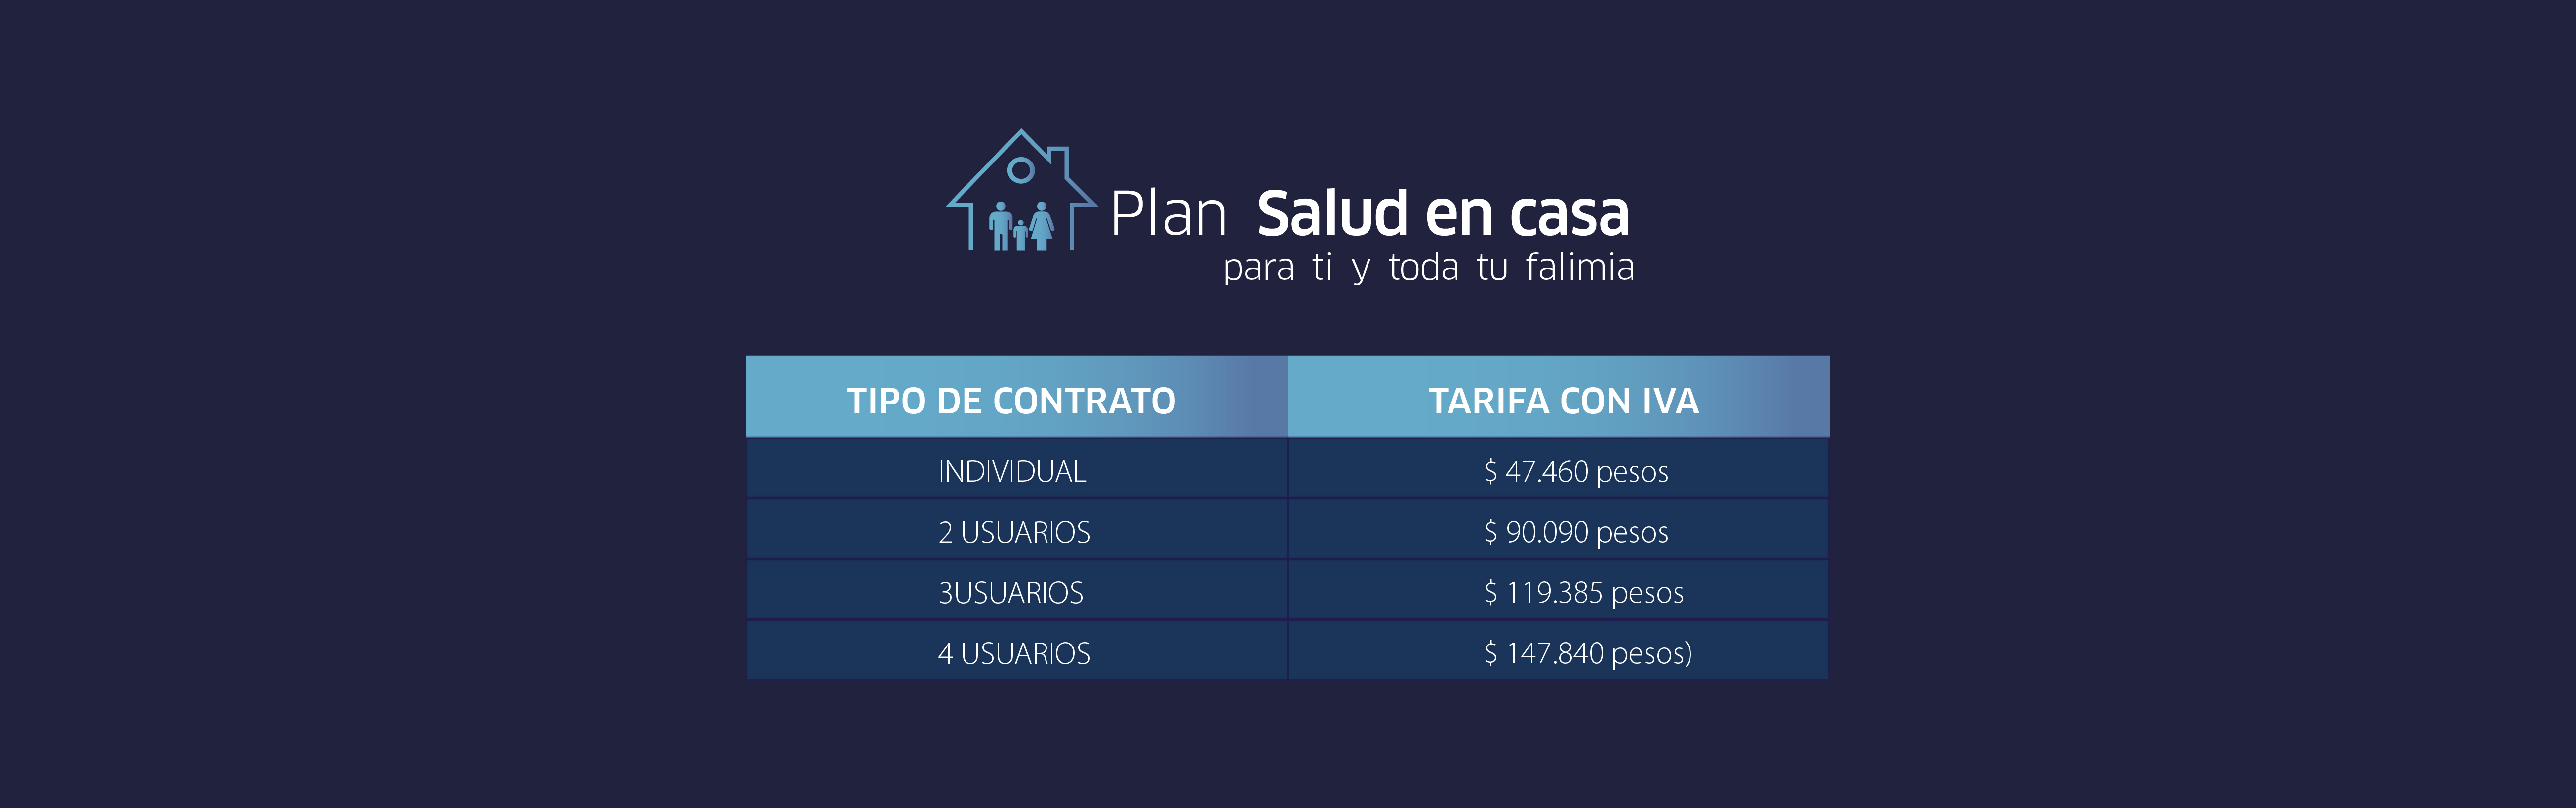 Plan Salud en casa
para ti y toda tu falimia
TIPO DE CONTRATO TARIFA CON IVA
INDIVIDUAL $ 47.460 pesos
2 USUARIOS $ 90.090 pesos
3USUARIOS $ 119.385 pesos
4 USUARIOS $ 147.840 pesos)